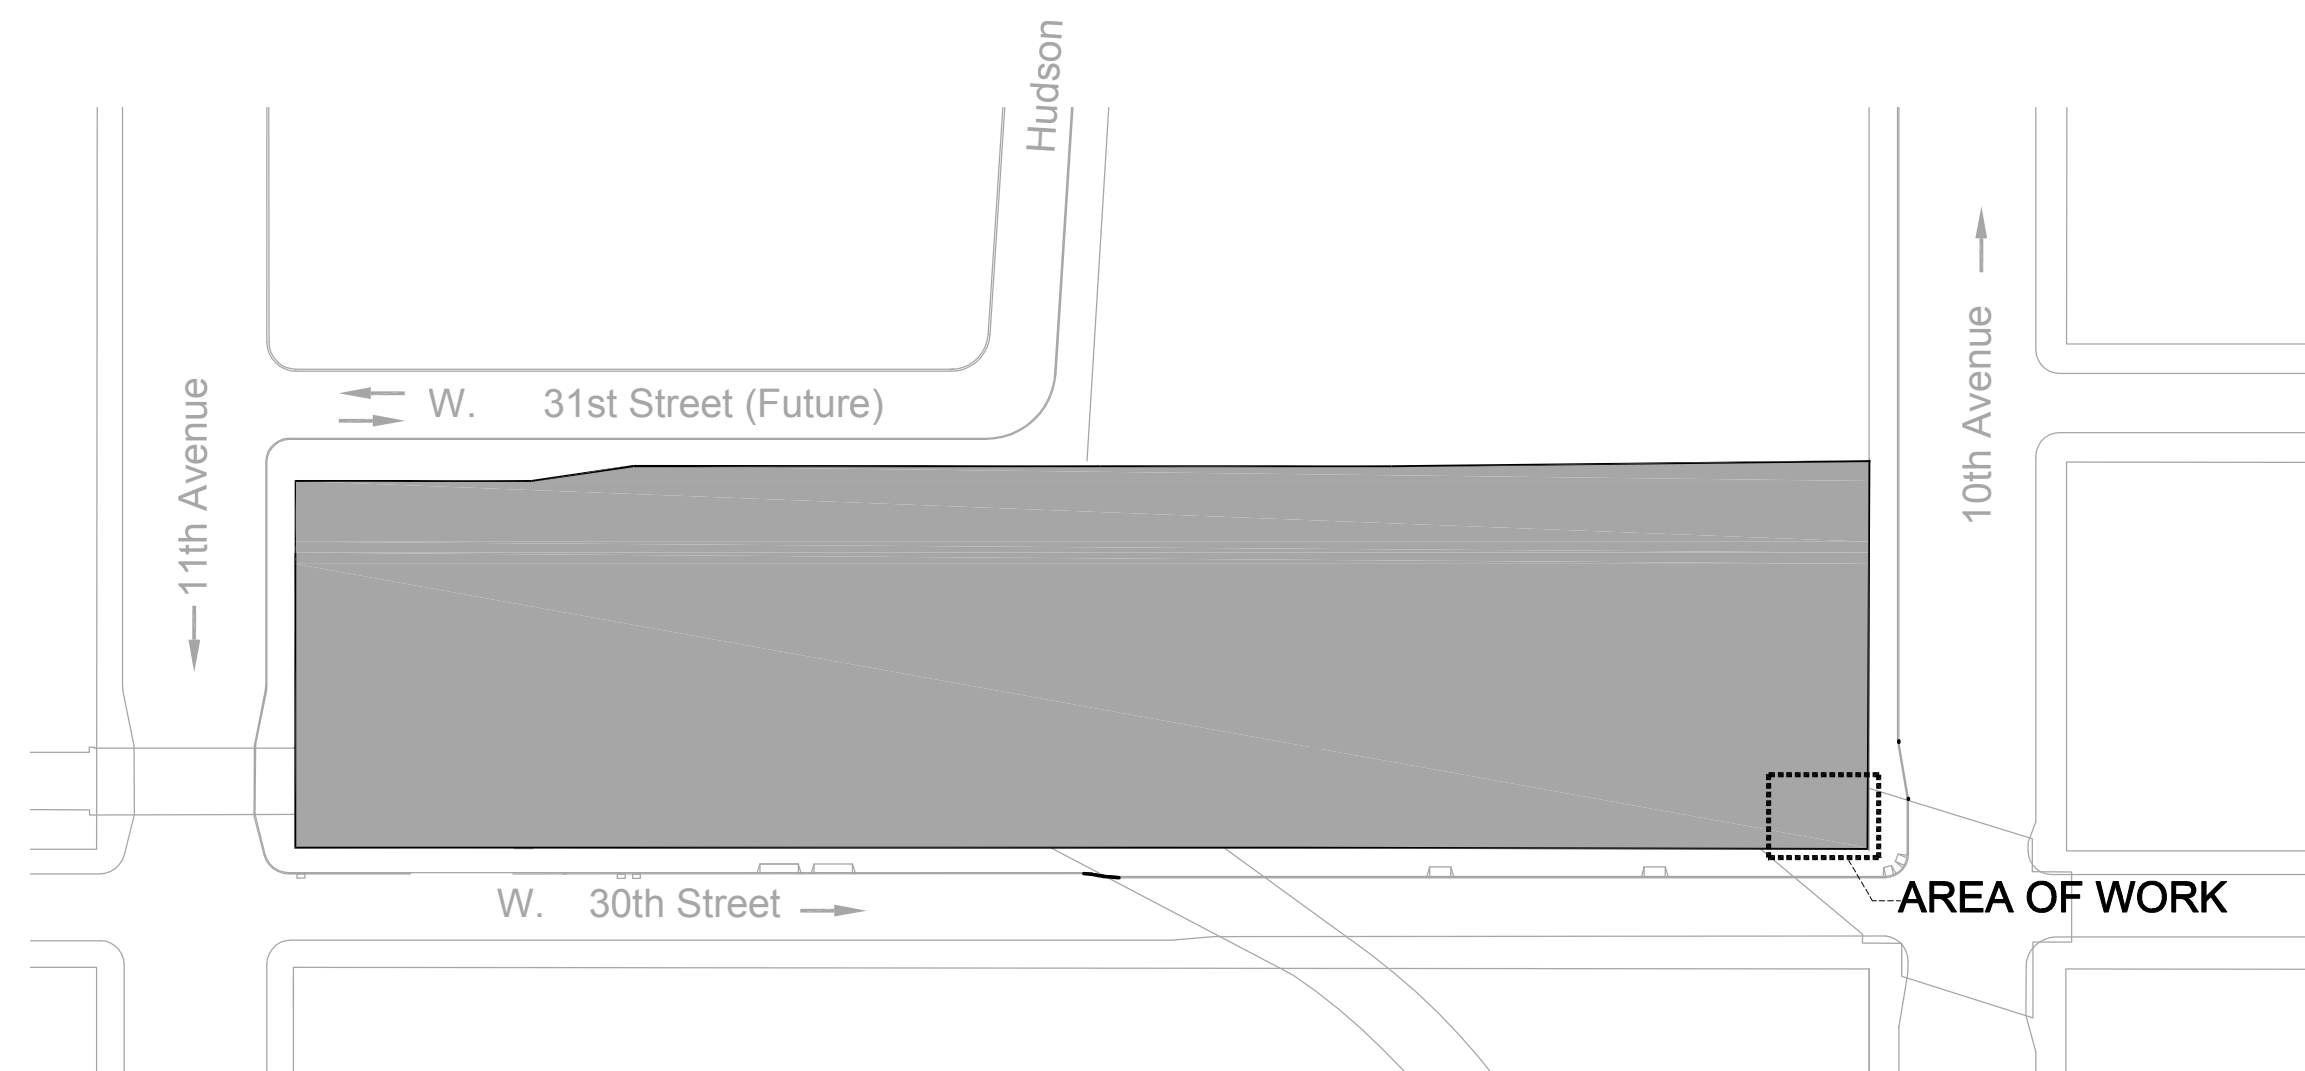 Hudson
W. 31st Street (Future)
11th Avenue
10th Avenue
W. 30th Street
AREA OF WORK